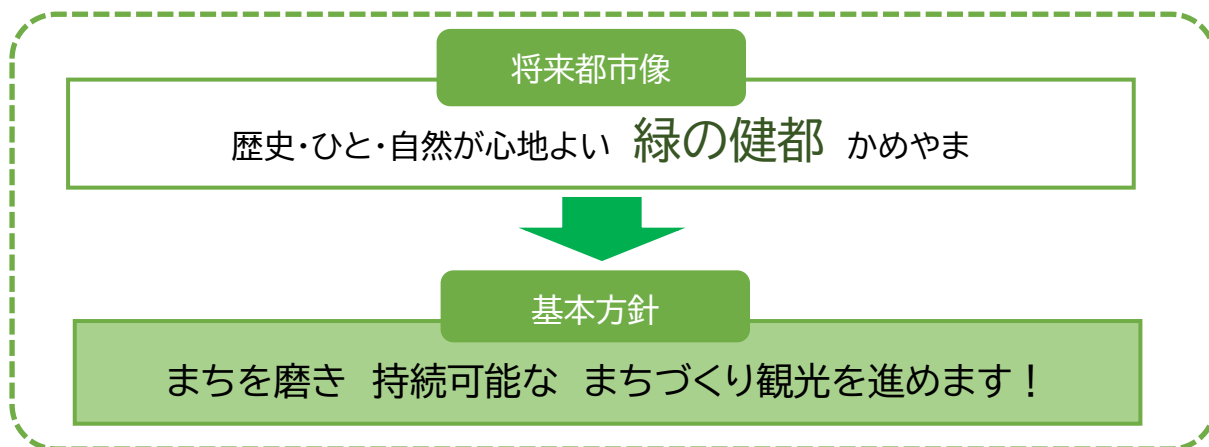 将来都市像
歴史・ひと・自然が心地よい 緑の健都 かめやま
基本方針
まちを磨き 持続可能な まちづくり観光を進めます！